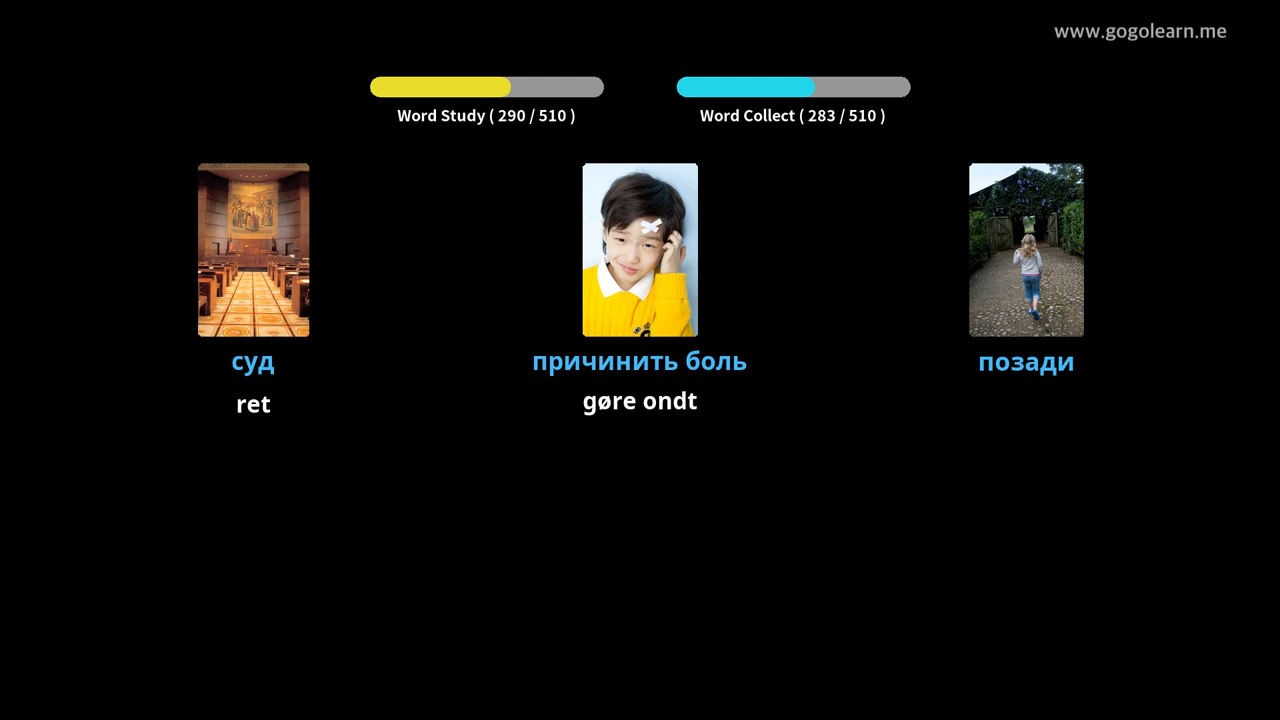 www.gogolearn.me
Word Study ( 290 / 510 )
Word Collect ( 283 / 510 )
суд
причинить боль
позади
ret
gøre ondt